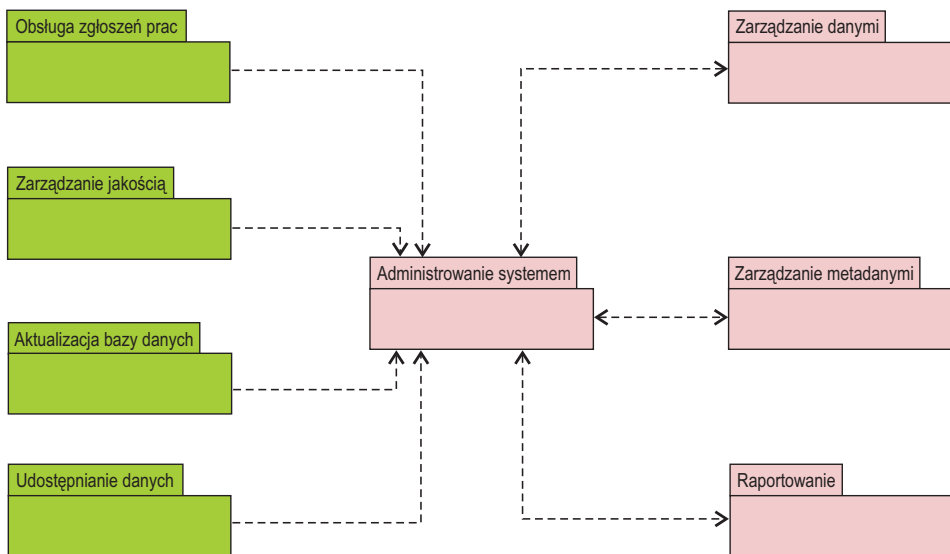 Obsługa zgłoszeń prac
Zarządzanie danymi
Zarządzanie jakością
Administrowanie systemem
Zarządzanie metadanymi
Aktualizacja bazy danych
Udostępnianie danych
Raportowanie